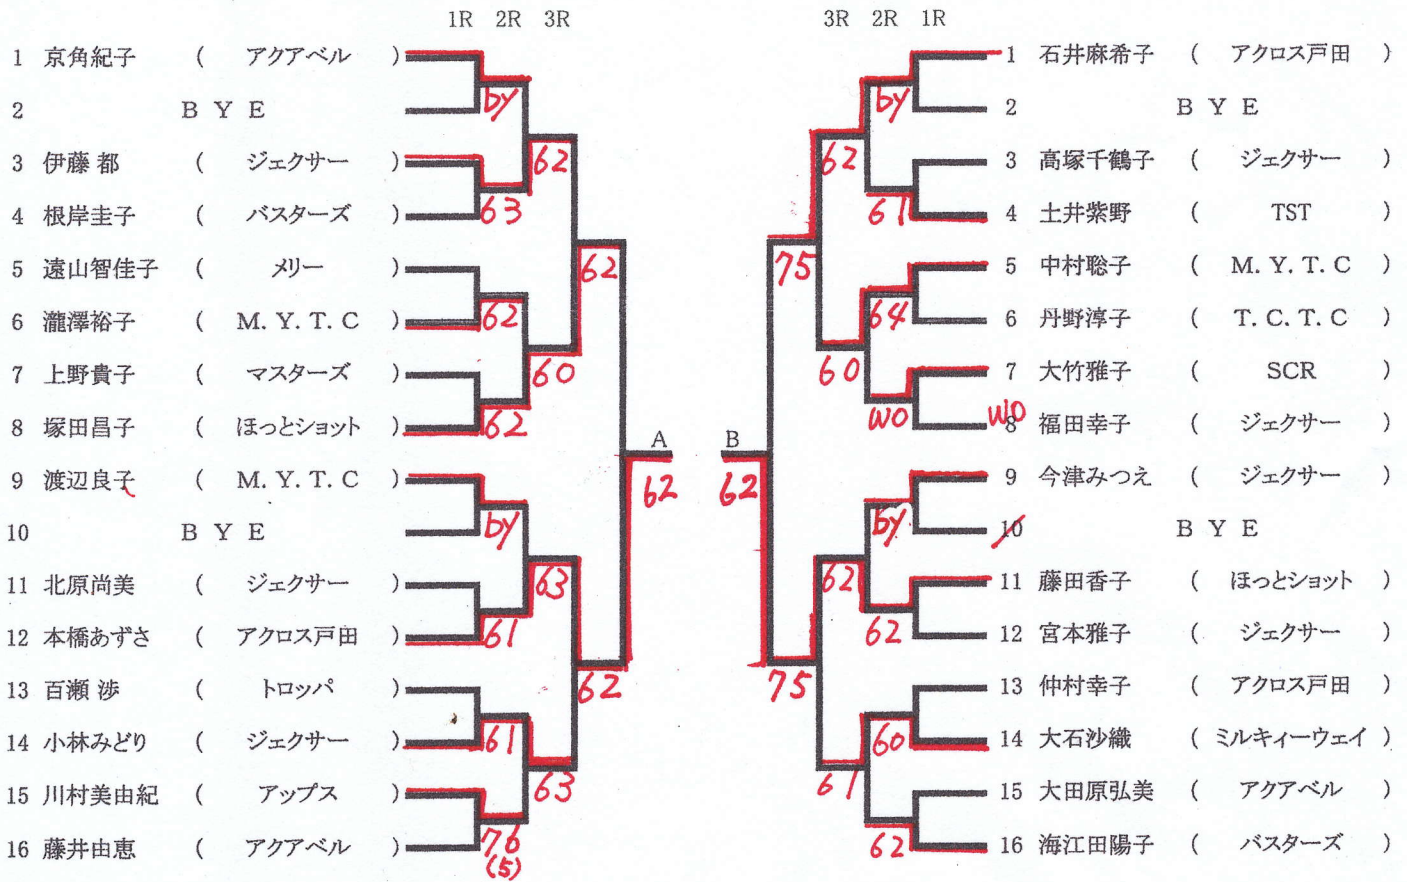 1R 2R 3R 3R 2R 1R
1 京角紀子 ( アクアベル ) 1 石井麻希子 ( アクロス戸田 )
by by
2 BYE 2 BYE
62 62
3 伊藤 都 ( ジェクサー ) 3 高塚千鶴子 ( ジェクサー )
63 61
4 根岸圭子 ( バスターズ ) 4 土井紫野 ( TST )
62 75
5 遠山智佳子 ( メリー ) 5 中村聡子 ( M.Y.T.C )
62 64
6 瀧澤裕子 ( M.Y.T.C ) 6 丹野淳子 ( T.C.T.C )
60 60
7 上野貴子 ( マスターズ ) 7 大竹雅子 ( SCR )
62 WO WO
8 塚田昌子 ( ほっとショット ) 8 福田幸子 ( ジェクサー )
A B
62 62
9 渡辺良子 ( M.Y.T.C ) 9 今津みつえ ( ジェクサー )
by by
10 BYE 10 BYE
63 62
11 北原尚美 ( ジェクサー ) 11 藤田香子 ( ほっとショット )
61 62
12 本橋あずさ ( アクロス戸田 ) 12 宮本雅子 ( ジェクサー )
62 75
13 百瀬 渉 ( トロッパ ) 13 仲村幸子 ( アクロス戸田 )
61 60
14 小林みどり ( ジェクサー ) 14 大石沙織 ( ミルキィーウェイ )
63 61
15 川村美由紀 ( アップス ) 15 大田原弘美 ( アクアベル )
76 62
(5)
16 藤井由恵 ( アクアベル ) 16 海江田陽子 ( バスターズ )